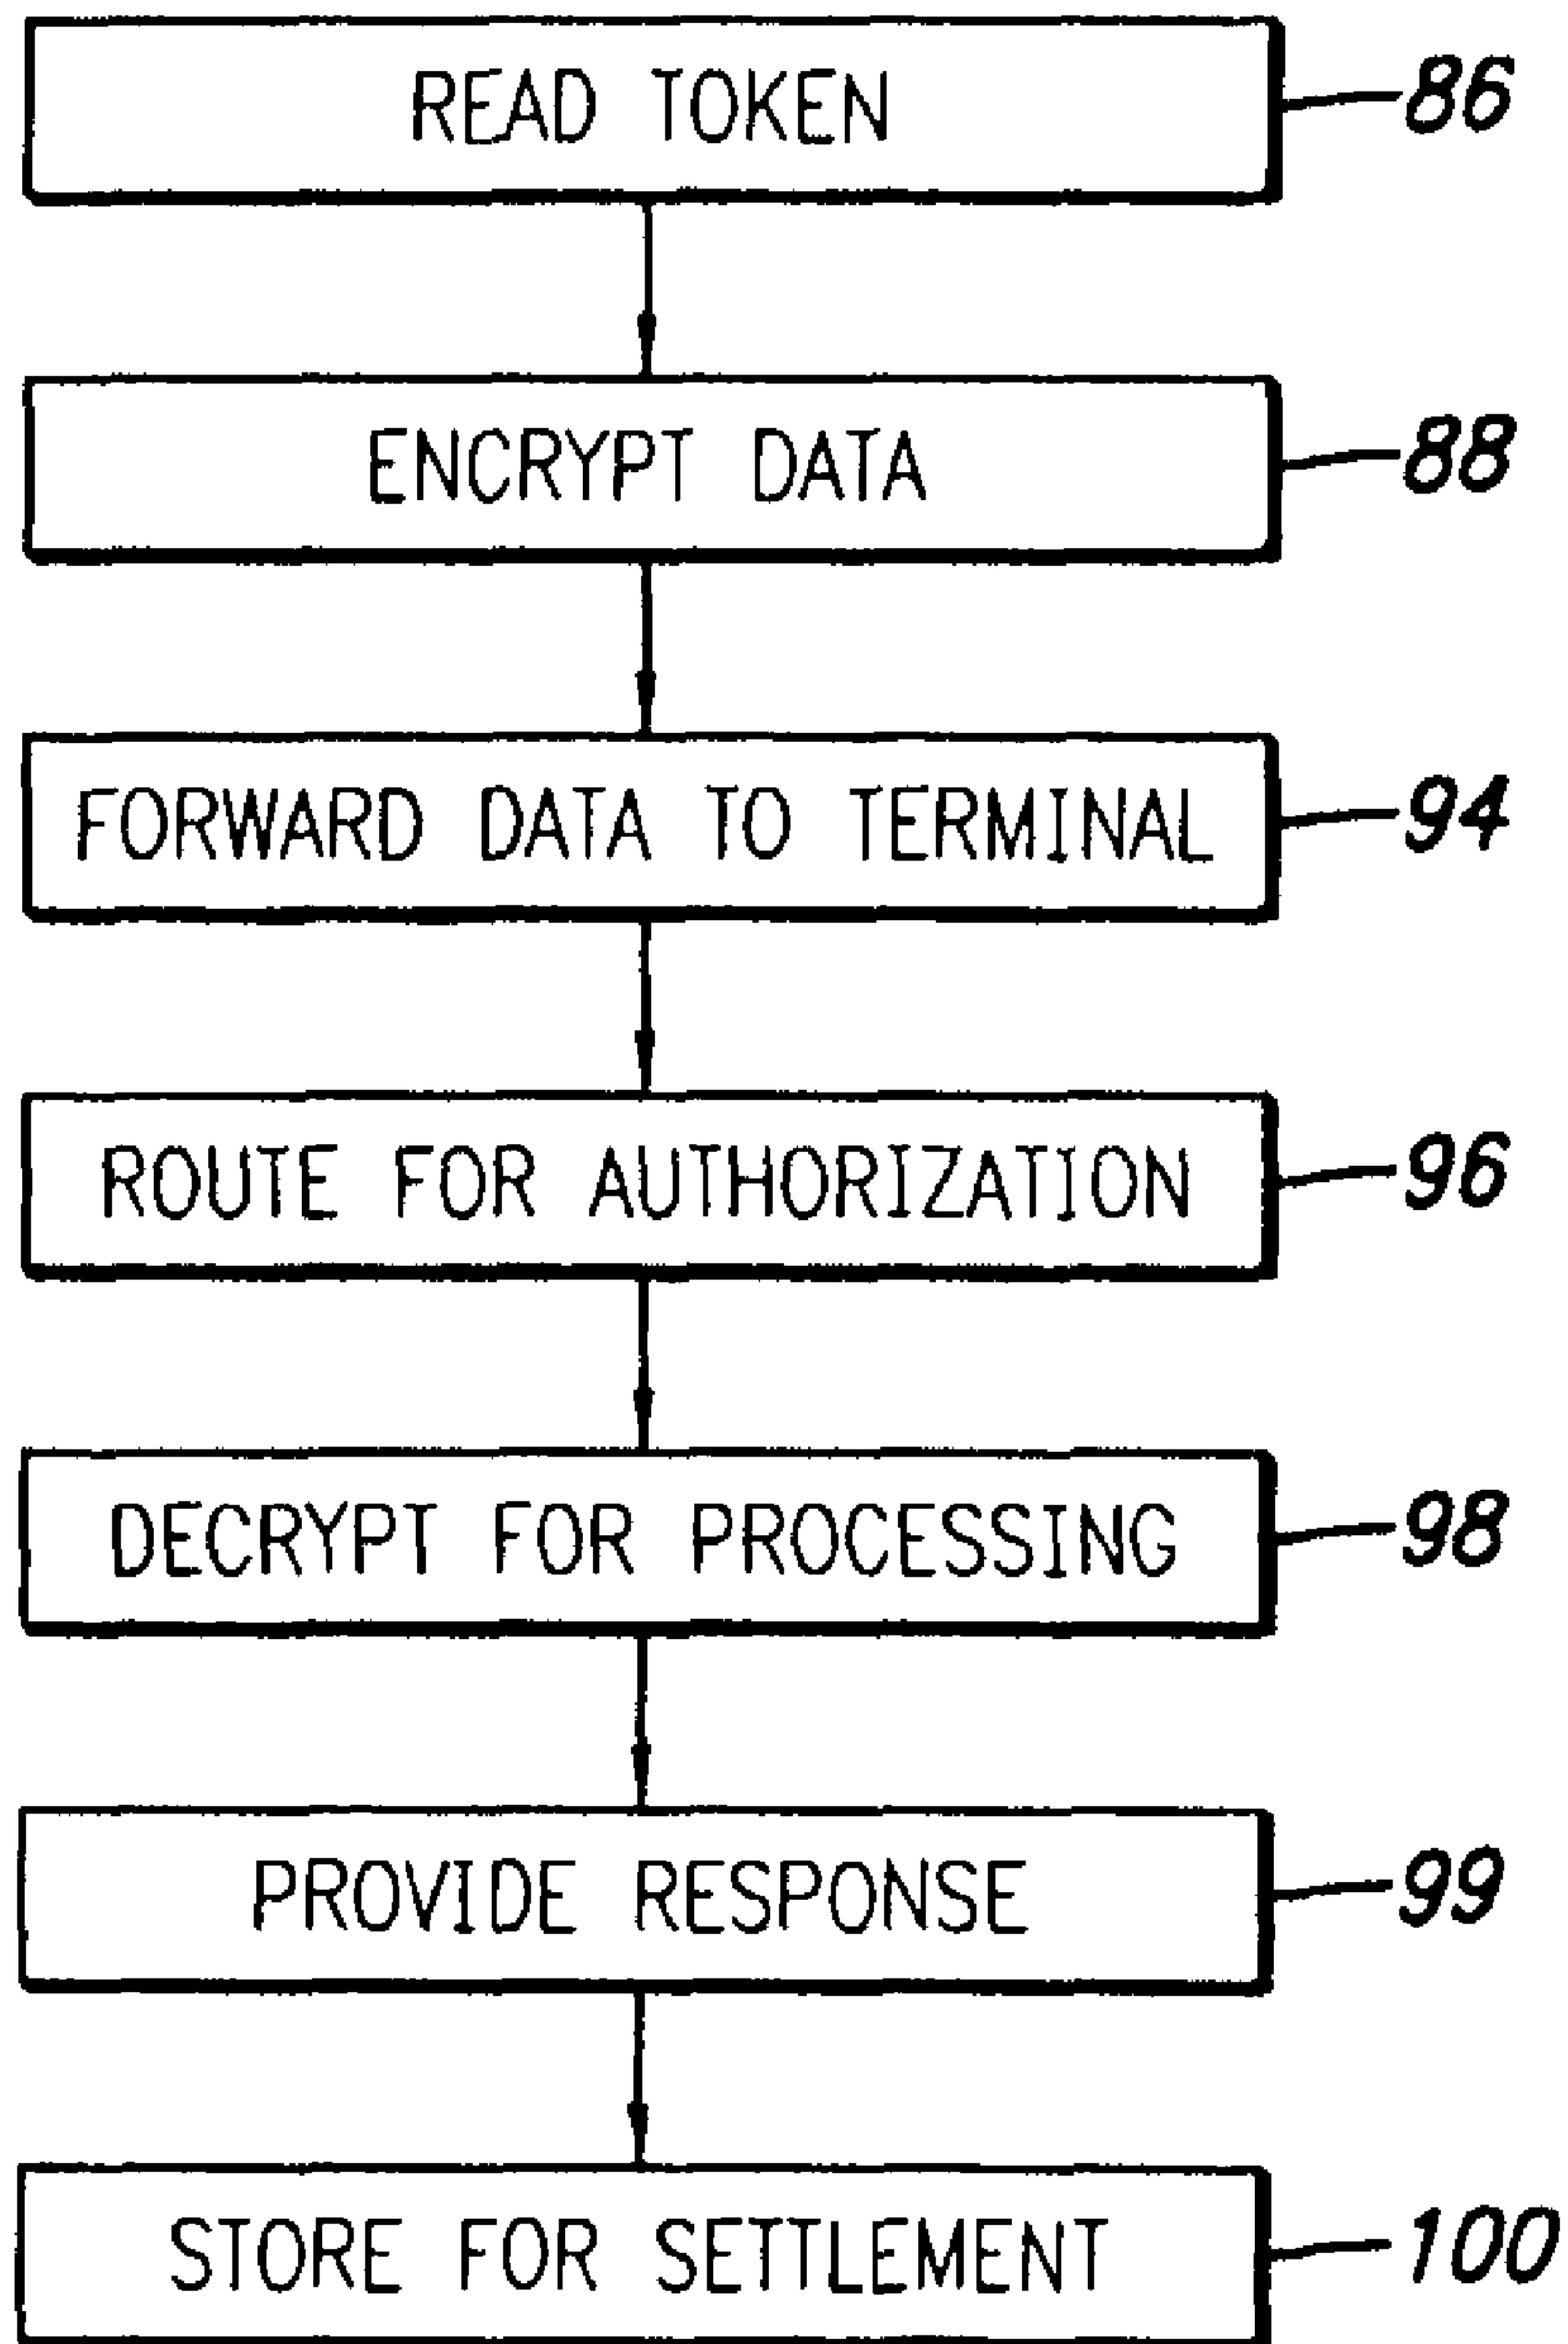 READ TOKEN 86
ENCRYPT DATA 88
FORWARD DATA TO TERMINAL 94
ROUTE FOR AUTHORIZATION 96
DECRYPT FOR PROCESSING 98
PROVIDE RESPONSE 99
STORE FOR SETTLEMENT 100